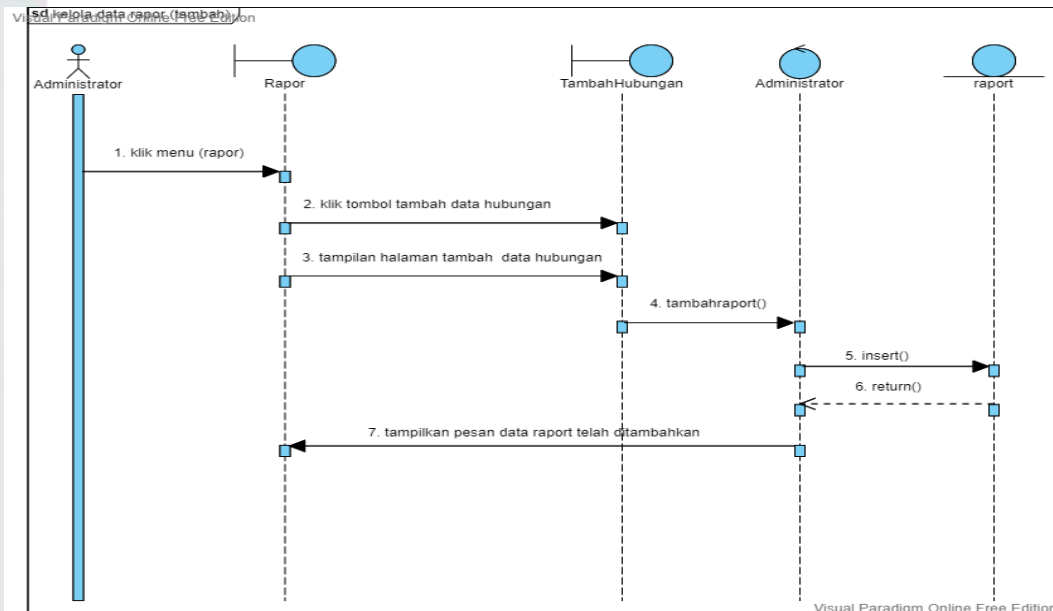 sd kelola data rapor (tambah)
Visual Paradigm Online Free Edition
Administrator
Rapor
TambahHubungan
Administrator
raport
1. klik menu (rapor)
2. klik tombol tambah data hubungan
3. tampilan halaman tambah data hubungan
4. tambahraport()
5. insert()
6. return()
7. tampilkan pesan data raport telah ditambahkan
Visual Paradigm Online Free Edition